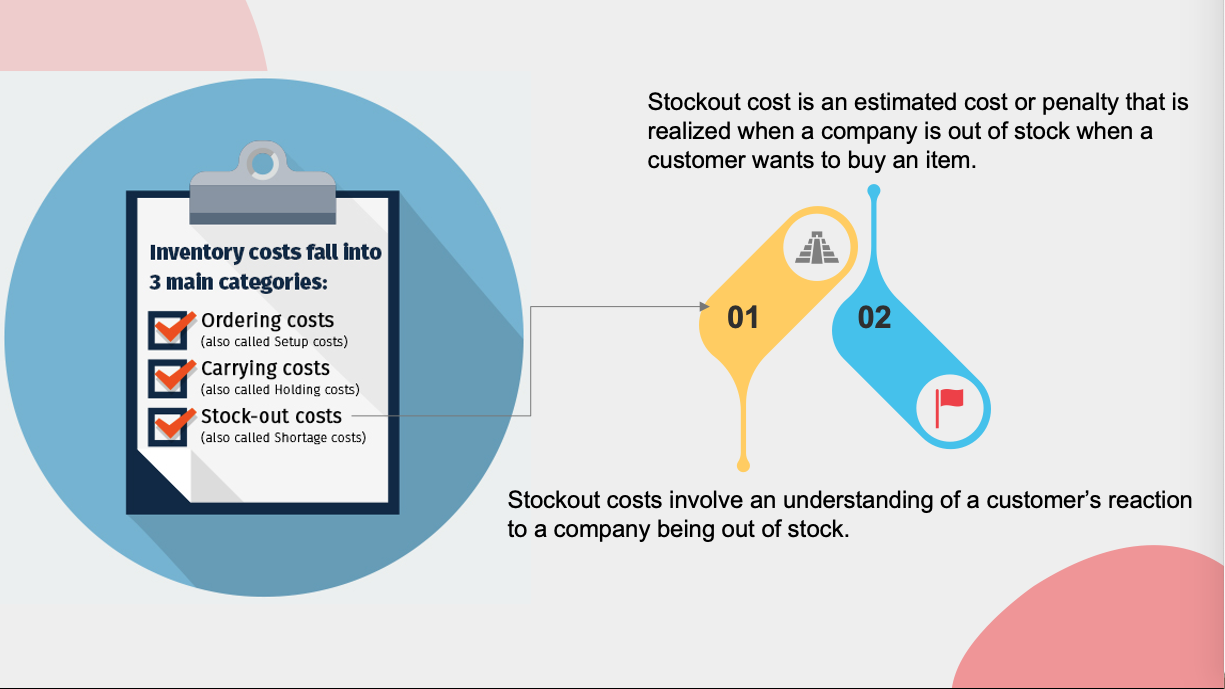 Inventory costs fall into
3 main categories:
Ordering costs
(also called Setup costs)
Carrying costs
(also called Holding costs)
Stock-out costs
(also called Shortage costs)
Stockout cost is an estimated cost or penalty that is
realized when a company is out of stock when a
customer wants to buy an item.
01
02
Stockout costs involve an understanding of a customer’s reaction
to a company being out of stock.